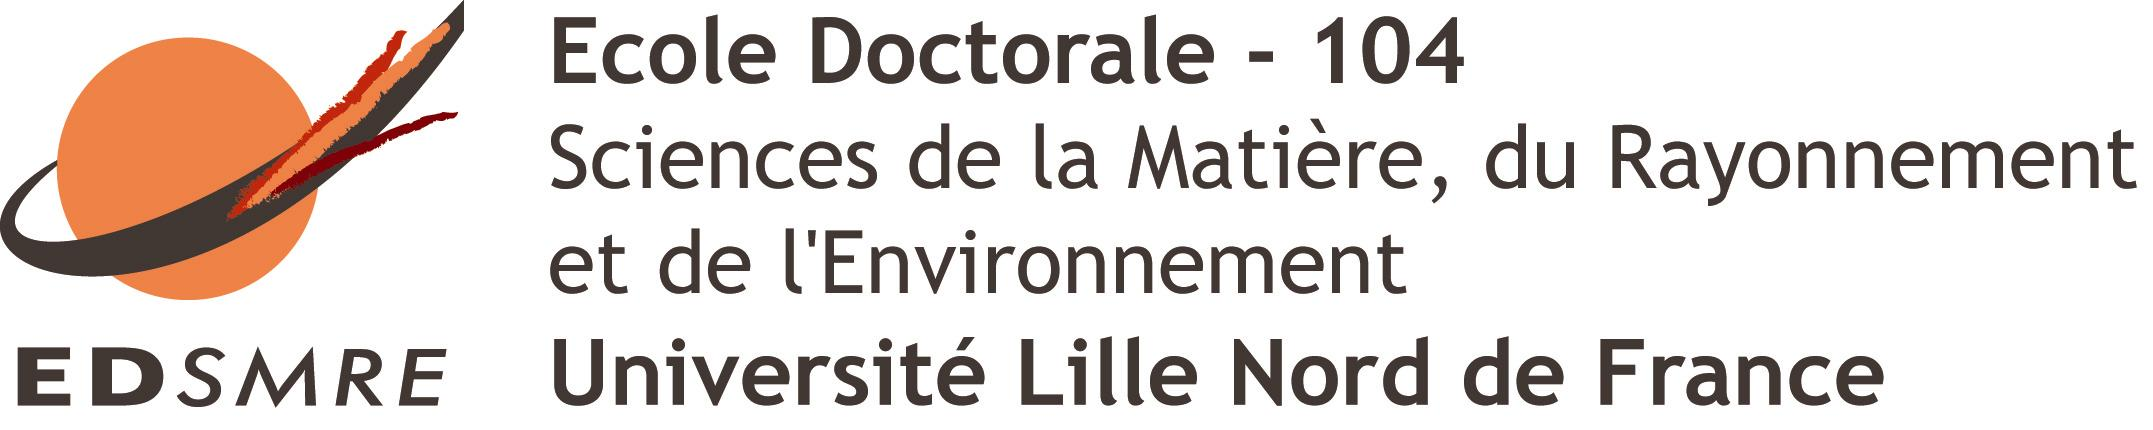 Ecole Doctorale - 104
Sciences de la Matière, du Rayonnement
et de l'Environnement
Université Lille Nord de France
EDSMRE